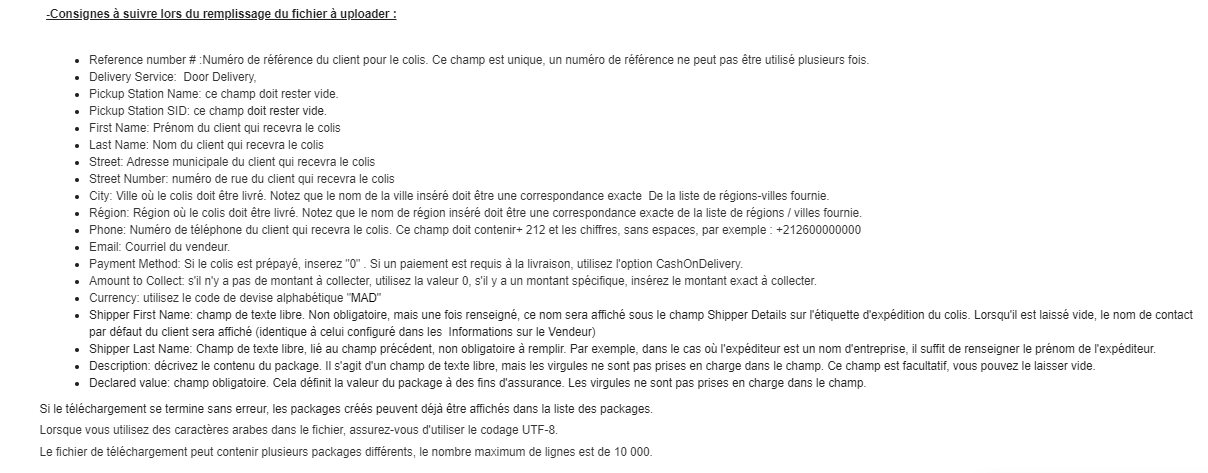 -Consignes à suivre lors du remplissage du fichier à uploader :
• Reference number # :Numéro de référence du client pour le colis. Ce champ est unique, un numéro de référence ne peut pas être utilisé plusieurs fois.
• Delivery Service:  Door Delivery,
• Pickup Station Name: ce champ doit rester vide.
• Pickup Station SID: ce champ doit rester vide.
• First Name: Prénom du client qui recevra le colis
• Last Name: Nom du client qui recevra le colis
• Street: Adresse municipale du client qui recevra le colis
• Street Number: numéro de rue du client qui recevra le colis
• City: Ville où le colis doit être livré. Notez que le nom de la ville inséré doit être une correspondance exacte  De la liste de régions-villes fournie.
• Région: Région où le colis doit être livré. Notez que le nom de région inséré doit être une correspondance exacte de la liste de régions / villes fournie.
• Phone: Numéro de téléphone du client qui recevra le colis. Ce champ doit contenir+ 212 et les chiffres, sans espaces, par exemple : +212600000000
• Email: Courriel du vendeur.
• Payment Method: Si le colis est prépayé, inserez "0" . Si un paiement est requis à la livraison, utilisez l'option CashOnDelivery.
• Amount to Collect: s'il n'y a pas de montant à collecter, utilisez la valeur 0, s'il y a un montant spécifique, insérez le montant exact à collecter.
• Currency: utilisez le code de devise alphabétique "MAD"
• Shipper First Name: champ de texte libre. Non obligatoire, mais une fois renseigné, ce nom sera affiché sous le champ Shipper Details sur l'étiquette d'expédition du colis. Lorsqu'il est laissé vide, le nom de contact
par défaut du client sera affiché (identique à celui configuré dans les  Informations sur le Vendeur)
• Shipper Last Name: Champ de texte libre, lié au champ précédent, non obligatoire à remplir. Par exemple, dans le cas où l'expéditeur est un nom d'entreprise, il suffit de renseigner le prénom de l'expéditeur.
• Description: décrivez le contenu du package. Il s'agit d'un champ de texte libre, mais les virgules ne sont pas prises en charge dans le champ. Ce champ est facultatif, vous pouvez le laisser vide.
• Declared value: champ obligatoire. Cela définit la valeur du package à des fins d'assurance. Les virgules ne sont pas prises en charge dans le champ.
Si le téléchargement se termine sans erreur, les packages créés peuvent déjà être affichés dans la liste des packages.
Lorsque vous utilisez des caractères arabes dans le fichier, assurez-vous d'utiliser le codage UTF-8.
Le fichier de téléchargement peut contenir plusieurs packages différents, le nombre maximum de lignes est de 10 000.